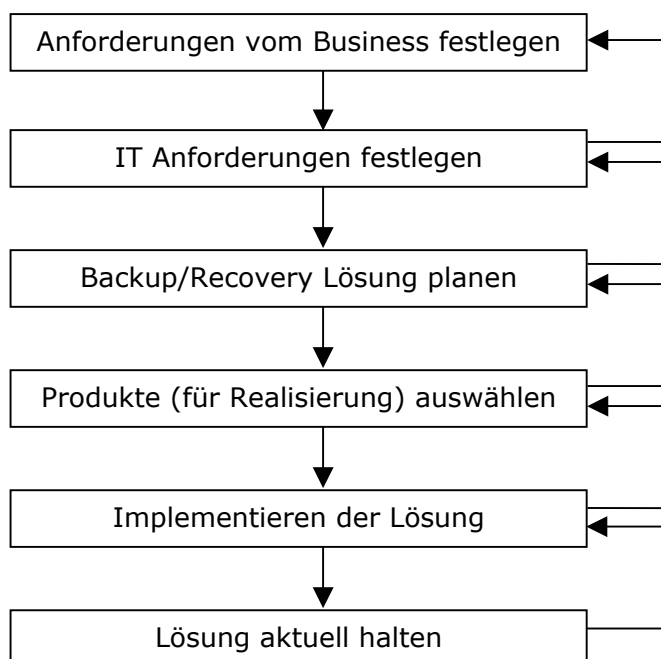 Anforderungen vom Business festlegen
IT Anforderungen festlegen
Backup/Recovery Lösung planen
Produkte (für Realisierung) auswählen
Implementieren der Lösung
Lösung aktuell halten